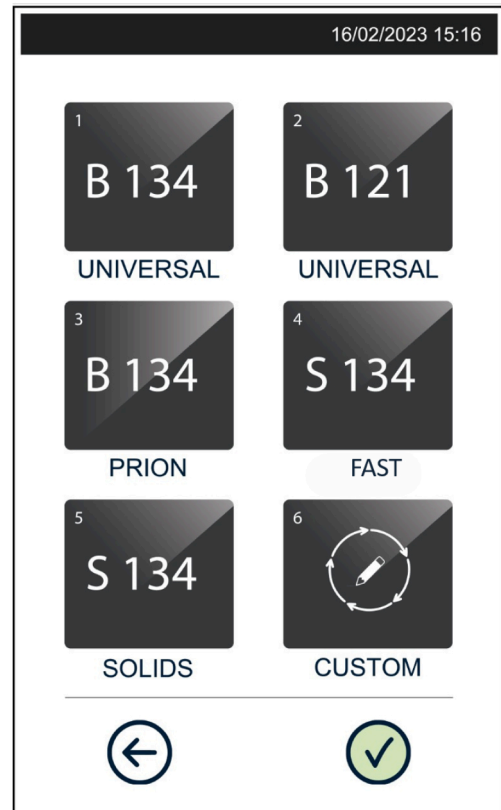 16/02/2023 15:16
1
B 134
UNIVERSAL
2
B 121
UNIVERSAL
3
B 134
PRION
4
S 134
FAST
5
S 134
SOLIDS
6
CUSTOM